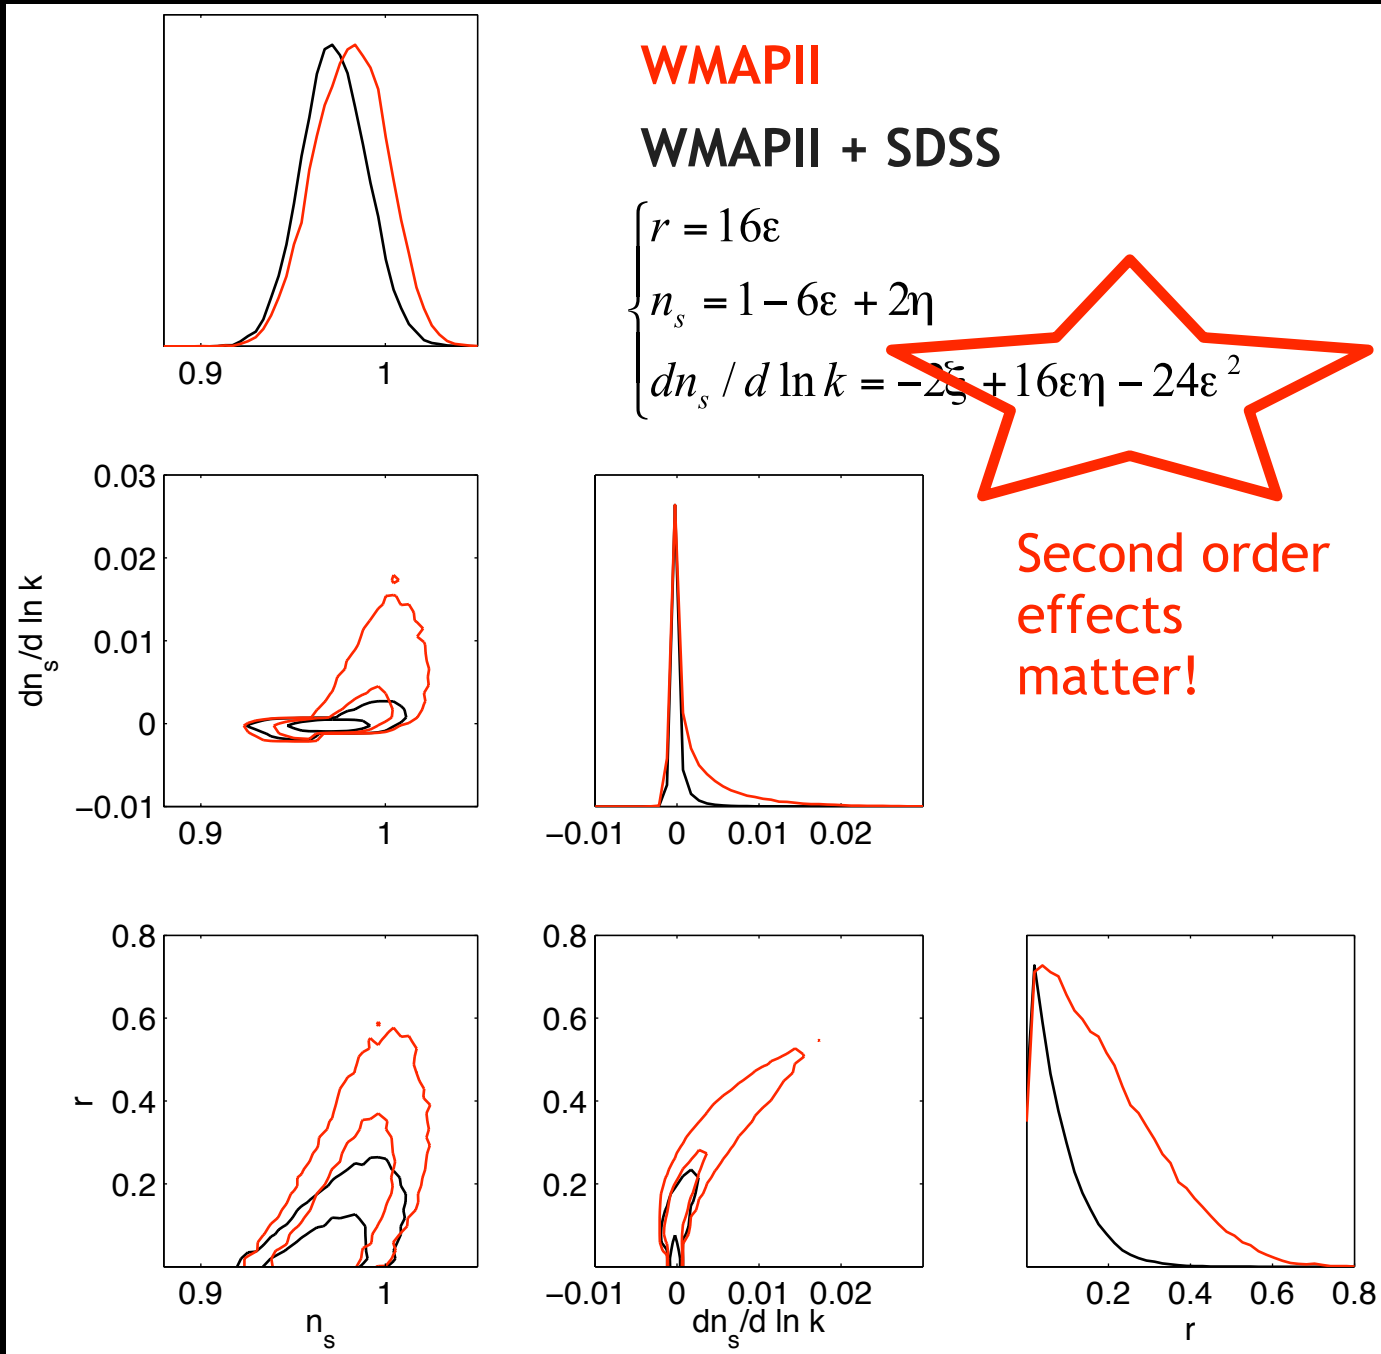 WMAPII
WMAPII + SDSS
r = 16ε
n_s = 1 − 6ε + 2η
dn_s / d ln k = −2ξ + 16εη − 24ε²
Second order
effects
matter!
0.9 1
0.03
0.02
0.01
0
−0.01
dn_s/d ln k
0.9 1
−0.01 0 0.01 0.02
0.8
0.6
0.4
0.2
r
0.9 1
n_s
0.8
0.6
0.4
0.2
−0.01 0 0.01 0.02
dn_s/d ln k
0.2 0.4 0.6 0.8
r